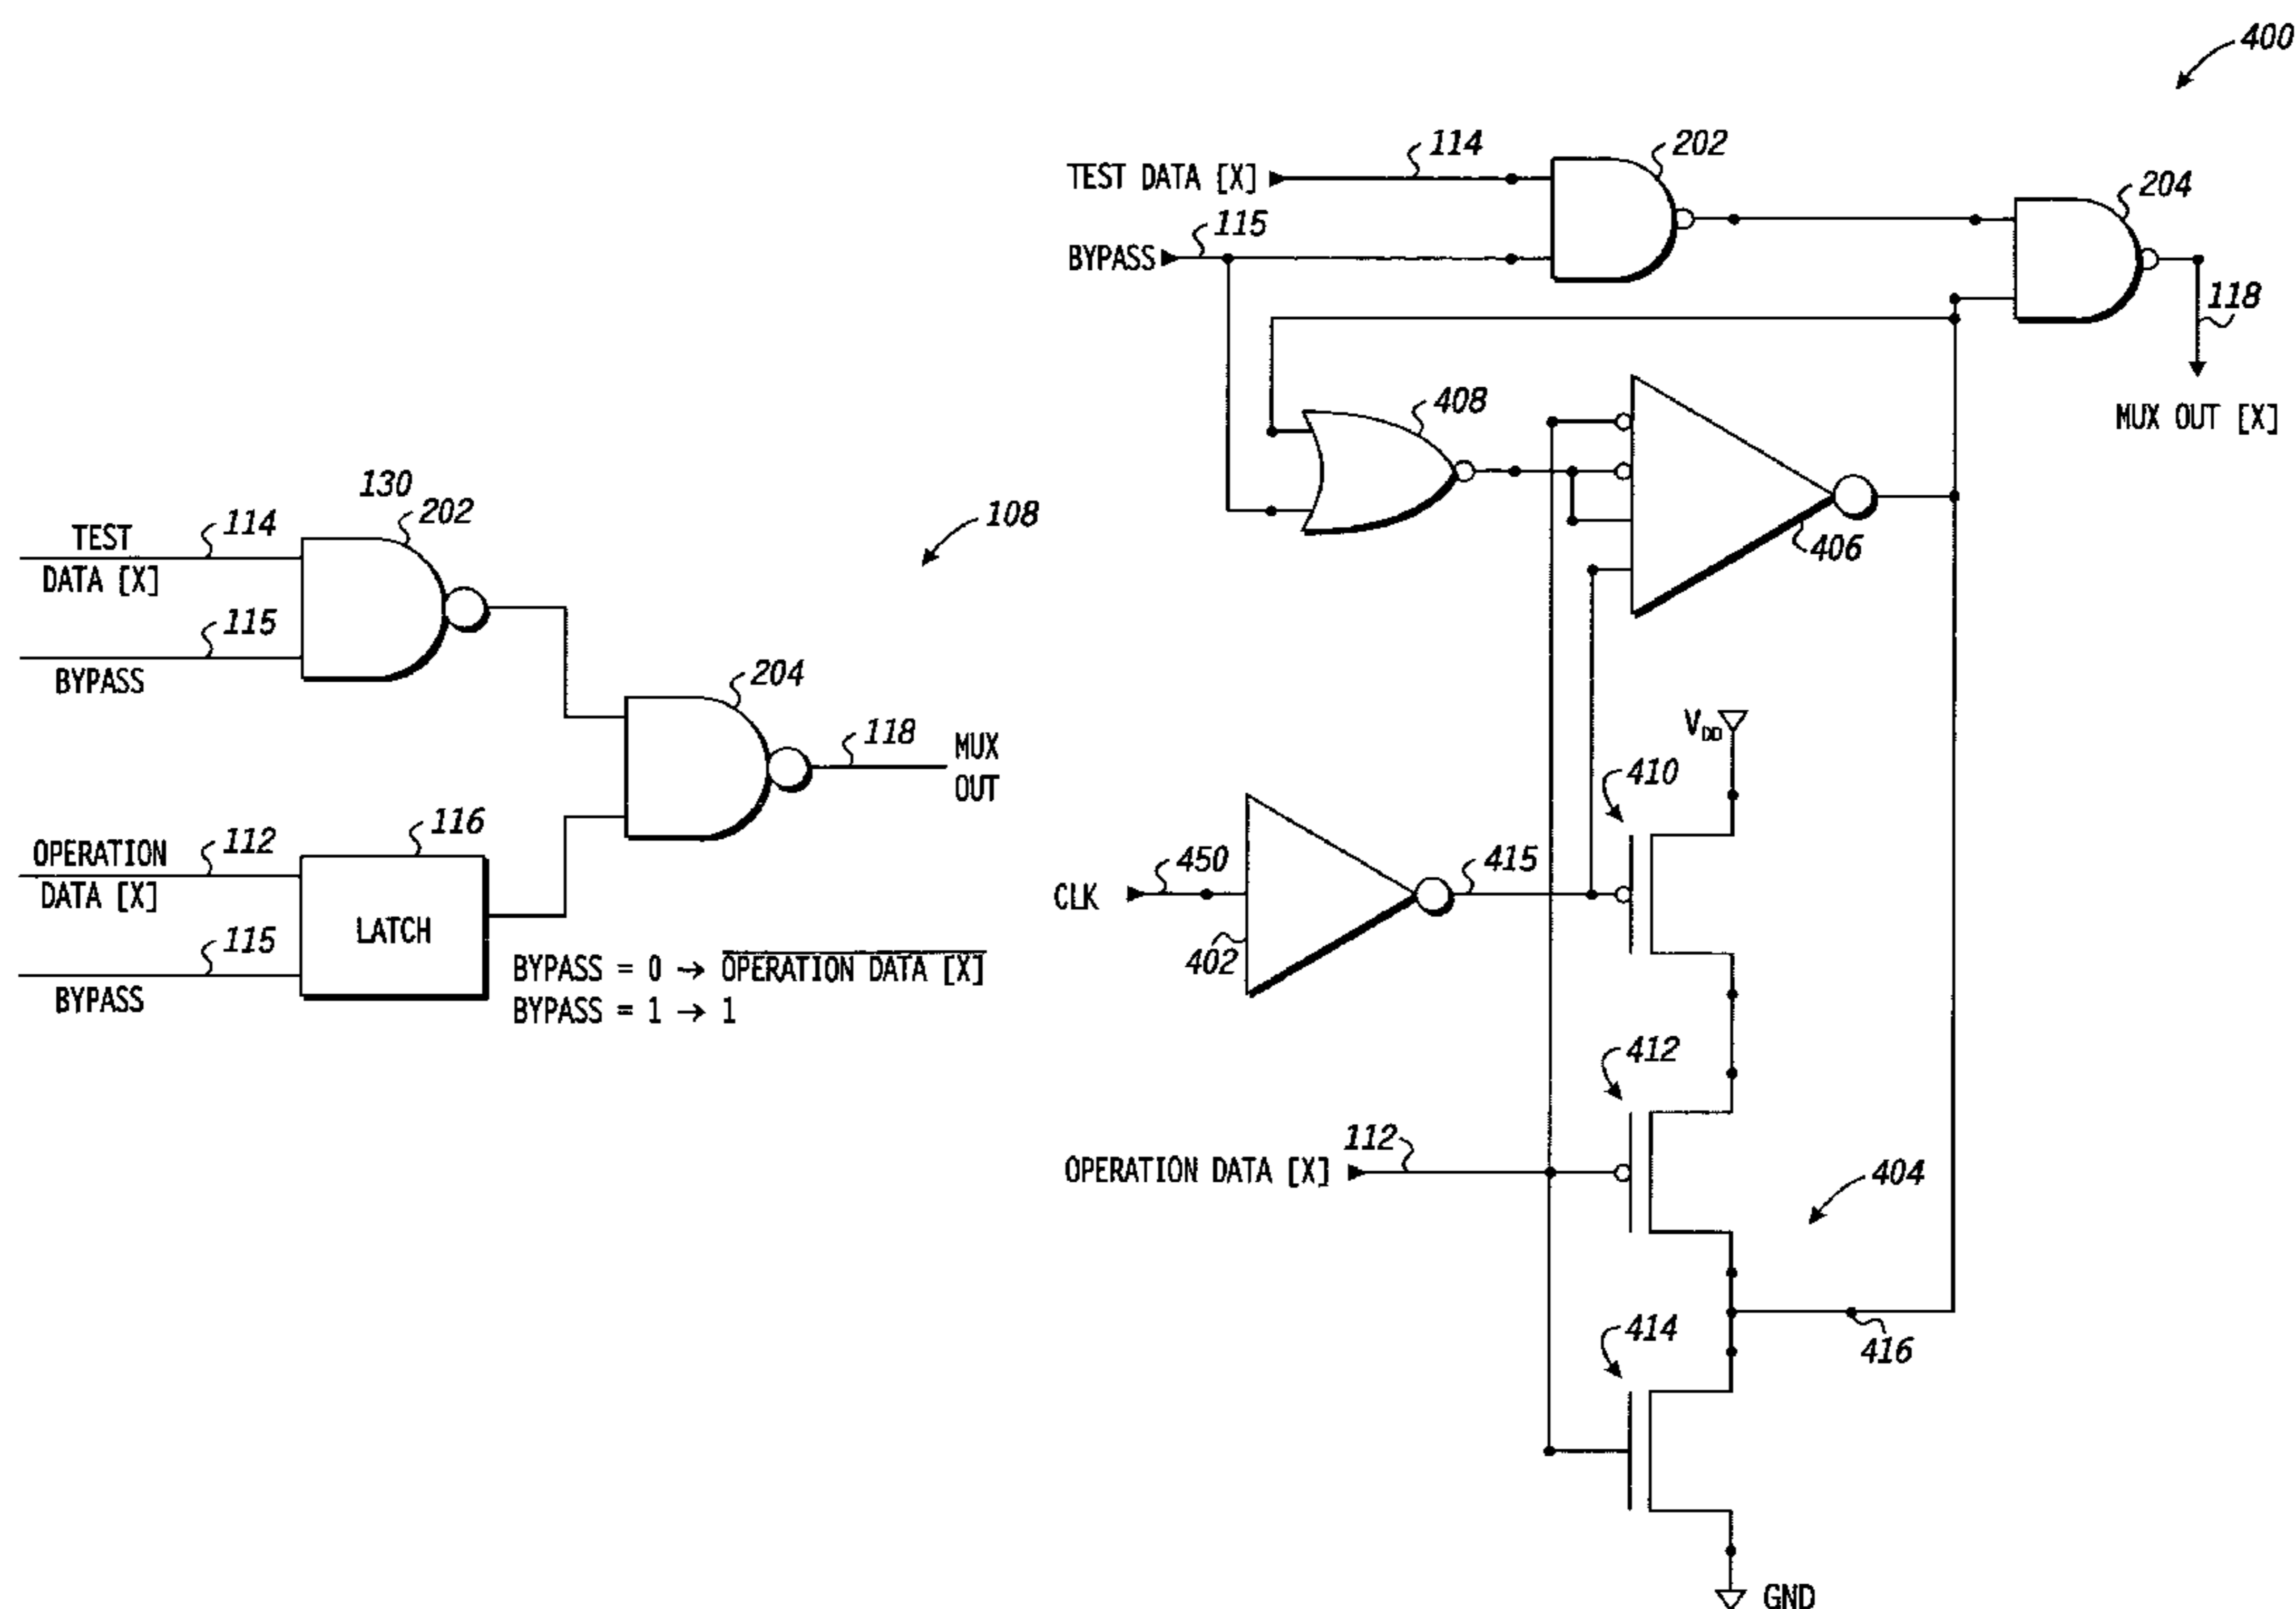 130
202
TEST
114
DATA [X]
115
BYPASS
108
204
118
MUX
OUT
OPERATION
112
DATA [X]
116
LATCH
115
BYPASS
BYPASS = 0 → OPERATION DATA [X]
BYPASS = 1 → 1
400
TEST DATA [X]
114
202
204
BYPASS
115
118
MUX OUT [X]
408
406
VDD
410
CLK
450
402
415
412
OPERATION DATA [X]
112
404
414
416
GND